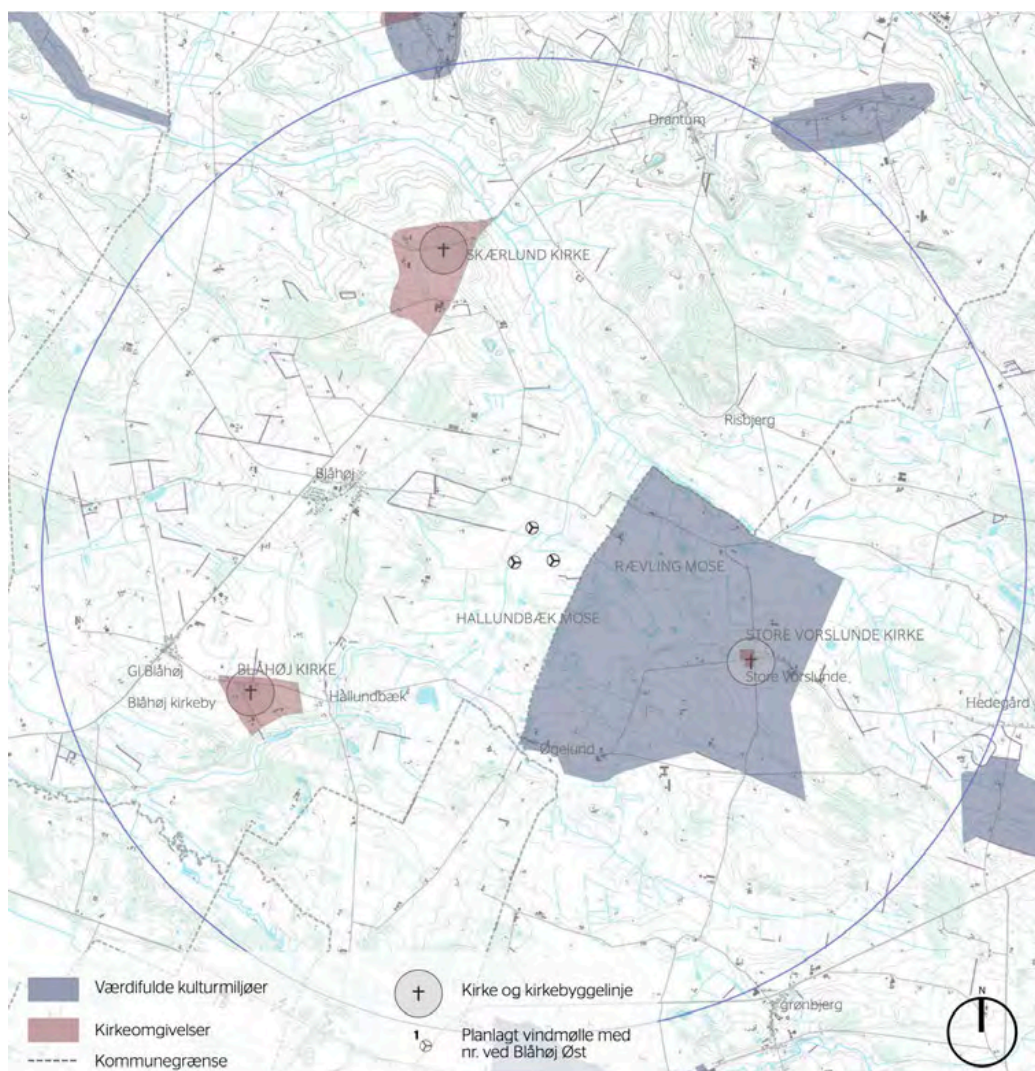 Drantum
SKÆRLUND KIRKE
Risbjerg
Blåhøj
RÆVLING MOSE
HALLUNDBÆK MOSE
STORE VORSLUNDE KIRKE
Store Vorslunde
Gl Blåhøj
BLÅHØJ KIRKE
Blåhøj kirkeby
Hallundbæk
Hedegård
Øgelund
grønbjerg
Værdifulde kulturmiljøer
Kirkeomgivelser
Kommunegrænse
Kirke og kirkebyggelinje
1
Planlagt vindmølle med
nr. ved Blåhøj Øst
N